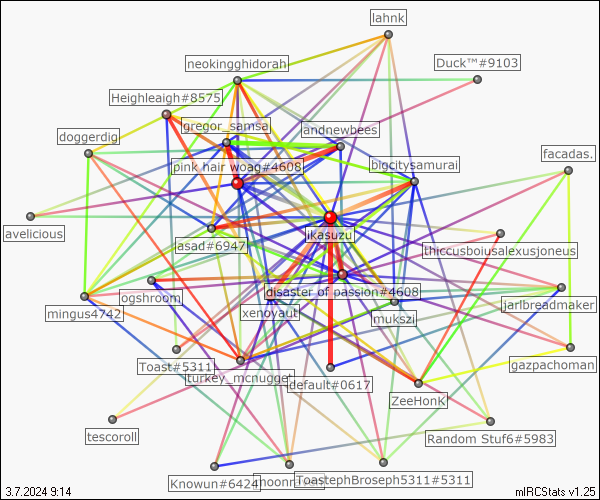 lahnk
neokingghidorah
Duck™#9103
Heighleaigh#8575
gregor_samsa
andnewbees
doggerdig
pink hair woag#4608
bigcitysamurai
facadas.
avelicious
ikasuzu
asad#6947
thiccusboiusalexusjoneus
ogshroom
disaster of passion#4608
mingus4742
xenoyaut
mukszi
jarlbreadmaker
Toast#5311
turkey_mcnugget
default#0617
gazpachoman
ZeeHonK
tescoroll
Random Stuf6#5983
Knowun#6424
ToastephBroseph5311#5311
3.7.2024 9:14
mIRCStats v1.25